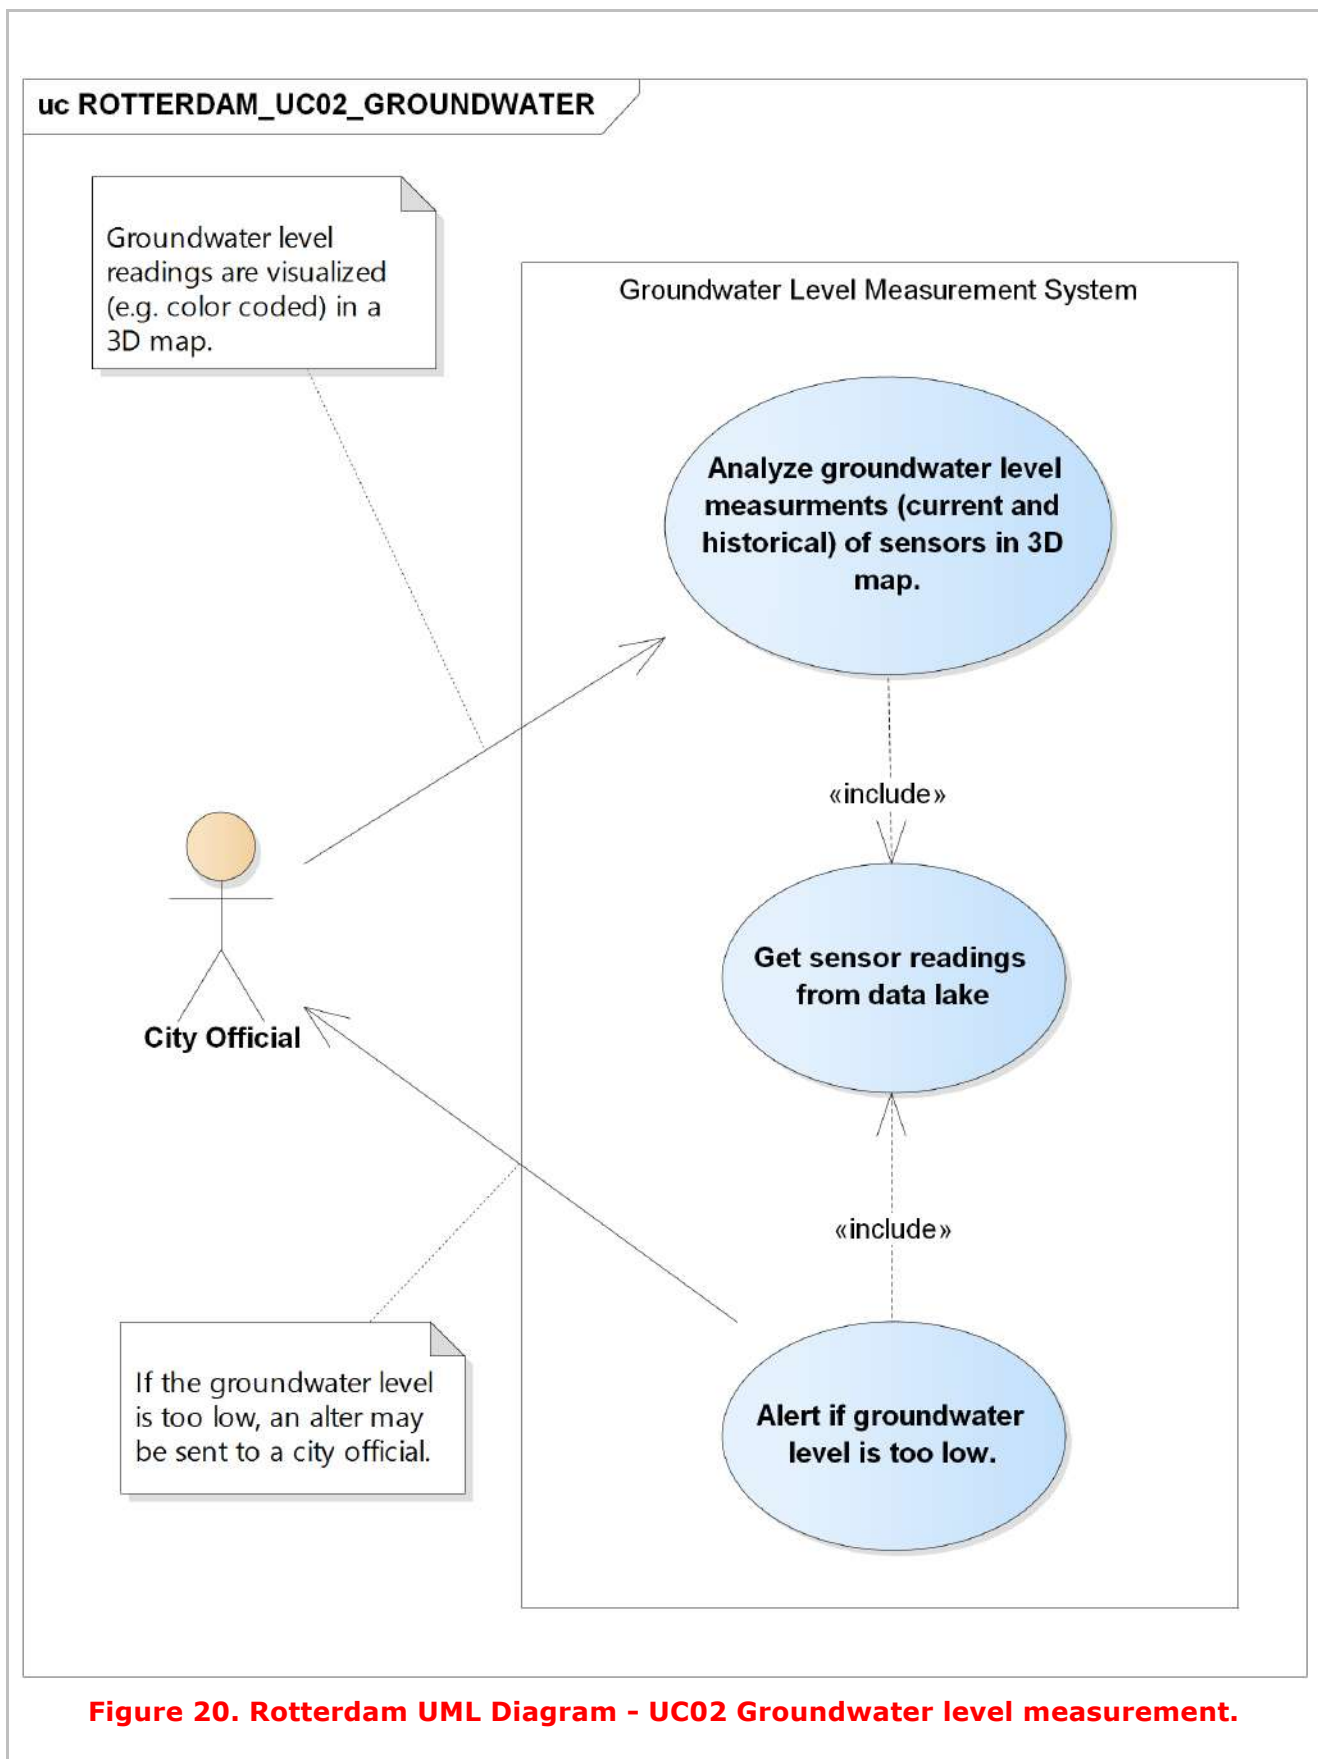 uc ROTTERDAM_UC02_GROUNDWATER
Groundwater level
readings are visualized
(e.g. color coded) in a
3D map.
Groundwater Level Measurement System
Analyze groundwater level
measurments (current and
historical) of sensors in 3D
map.
«include»
Get sensor readings
from data lake
City Official
«include»
If the groundwater level
is too low, an alter may
be sent to a city official.
Alert if groundwater
level is too low.
Figure 20. Rotterdam UML Diagram - UC02 Groundwater level measurement.